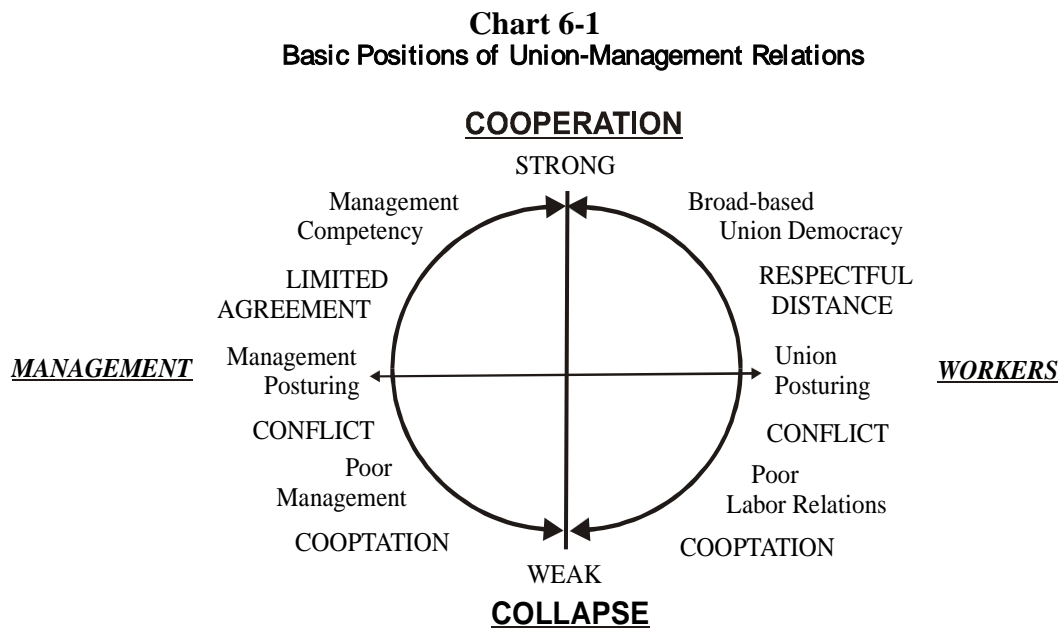 Chart 6-1
Basic Positions of Union-Management Relations
COOPERATION
STRONG
Management
Competency
Broad-based
Union Democracy
LIMITED
AGREEMENT
RESPECTFUL
DISTANCE
MANAGEMENT
Management
Posturing
Union
Posturing
WORKERS
CONFLICT
CONFLICT
Poor
Management
Poor
Labor Relations
COOPTATION
COOPTATION
WEAK
COLLAPSE